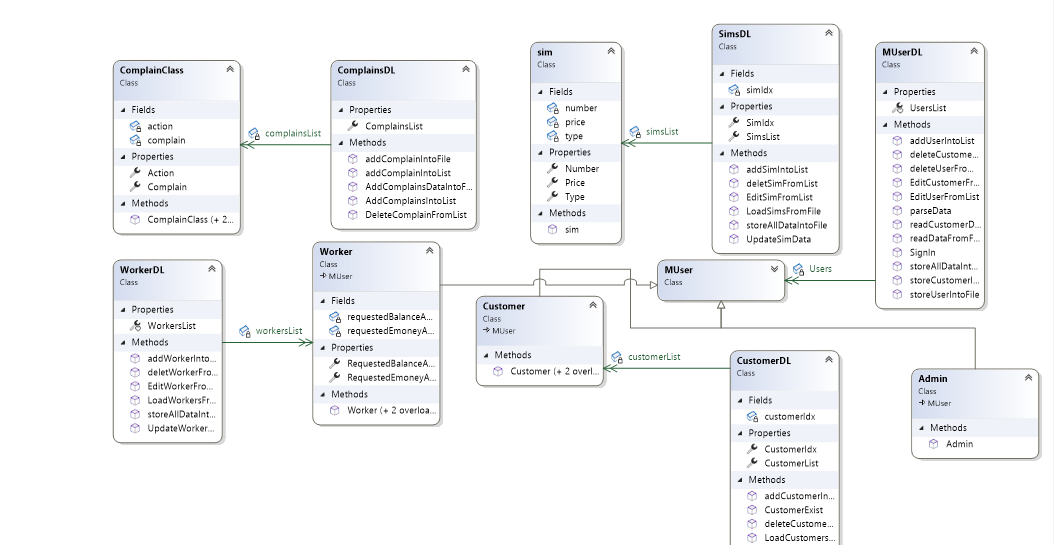 ComplainClass
Class
Fields
action
complain
Properties
Action
Complain
Methods
ComplainClass (+ 2...
complainsList
ComplainsDL
Class
Properties
ComplainsList
Methods
addComplainIntoFile
addComplainIntoList
AddComplainsDataIntoF...
AddComplainsIntoList
DeleteComplainFromList
sim
Class
Fields
number
price
type
Properties
Number
Price
Type
Methods
sim
simsList
SimsDL
Class
Fields
simIdx
Properties
SimIdx
SimsList
Methods
addSimIntoList
deletSimFromList
EditSimFromList
LoadSimsFromFile
storeAllDataIntoFile
UpdateSimData
MUserDL
Class
Properties
UsersList
Methods
addUserIntoList
deleteCustome...
deleteUserFro...
EditCustomerFr...
EditUserFromList
parseData
readCustomerD...
readDataFromF...
SignIn
storeAllDataInt...
storeCustomerI...
storeUserIntoFile
WorkerDL
Class
Properties
WorkersList
Methods
addWorkerInto...
deletWorkerFro...
EditWorkerFro...
LoadWorkersFr...
storeAllDataInt...
UpdateWorker...
workersList
Worker
Class
MUser
Fields
requestedBalanceA...
requestedEmoneyA...
Properties
RequestedBalanceA...
RequestedEmoneyA...
Methods
Worker (+ 2 overloa...
Customer
Class
MUser
Methods
Customer (+ 2 overl...
MUser
Class
Users
customerList
CustomerDL
Class
Fields
customerIdx
Properties
CustomerIdx
CustomerList
Methods
addCustomerIn...
CustomerExist
deleteCustome...
LoadCustomers...
Admin
Class
MUser
Methods
Admin